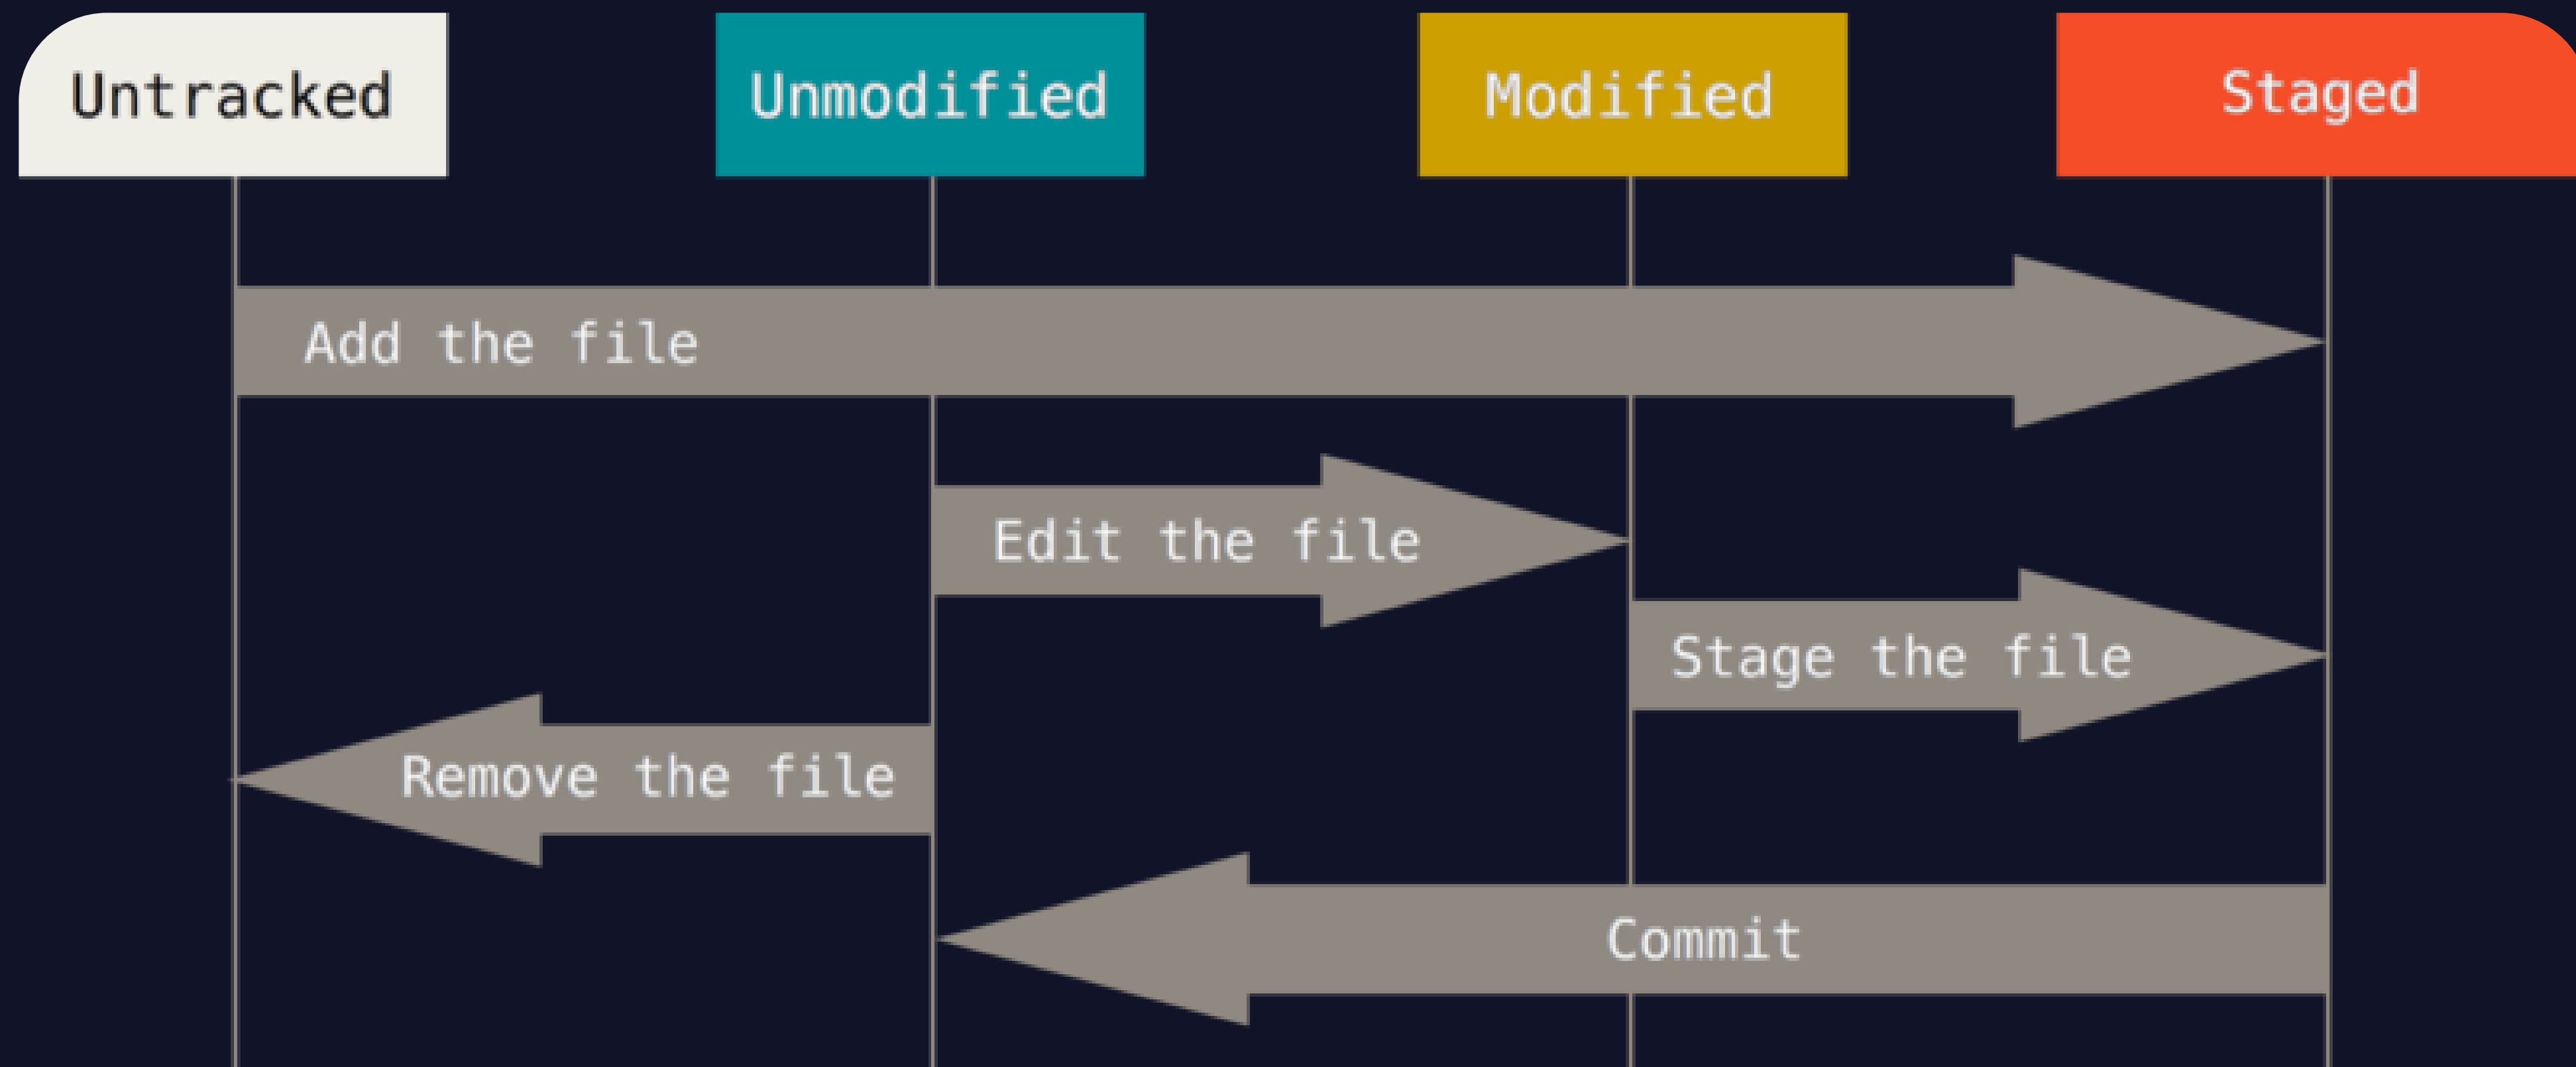 Untracked
Unmodified
Modified
Staged
Add the file
Edit the file
Stage the file
Remove the file
Commit